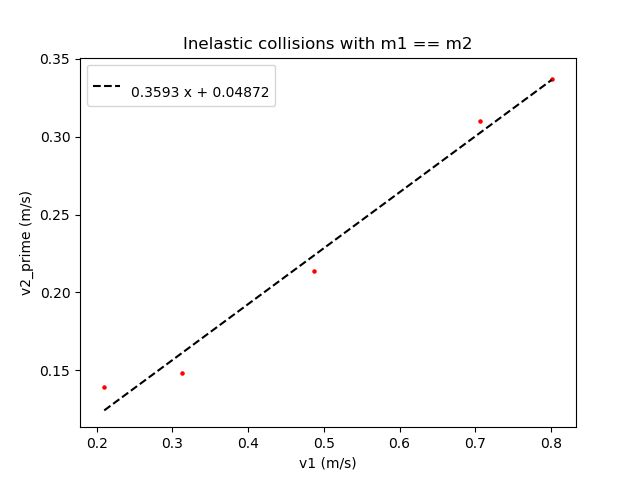 Inelastic collisions with m1 == m2
0.3593 x + 0.04872
0.35
0.30
0.25
0.20
0.15
v2_prime (m/s)
0.2 0.3 0.4 0.5 0.6 0.7 0.8
v1 (m/s)